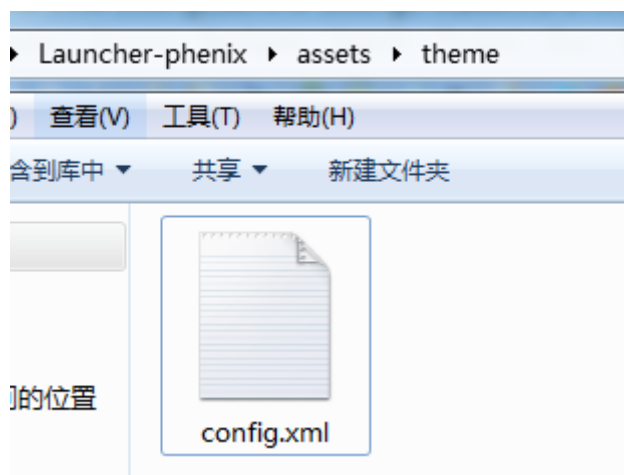 Launcher-phenix ▸ assets ▸ theme
) 查看(V) 工具(T) 帮助(H)
含到库中 ▾ 共享 ▾ 新建文件夹
的位置
config.xml